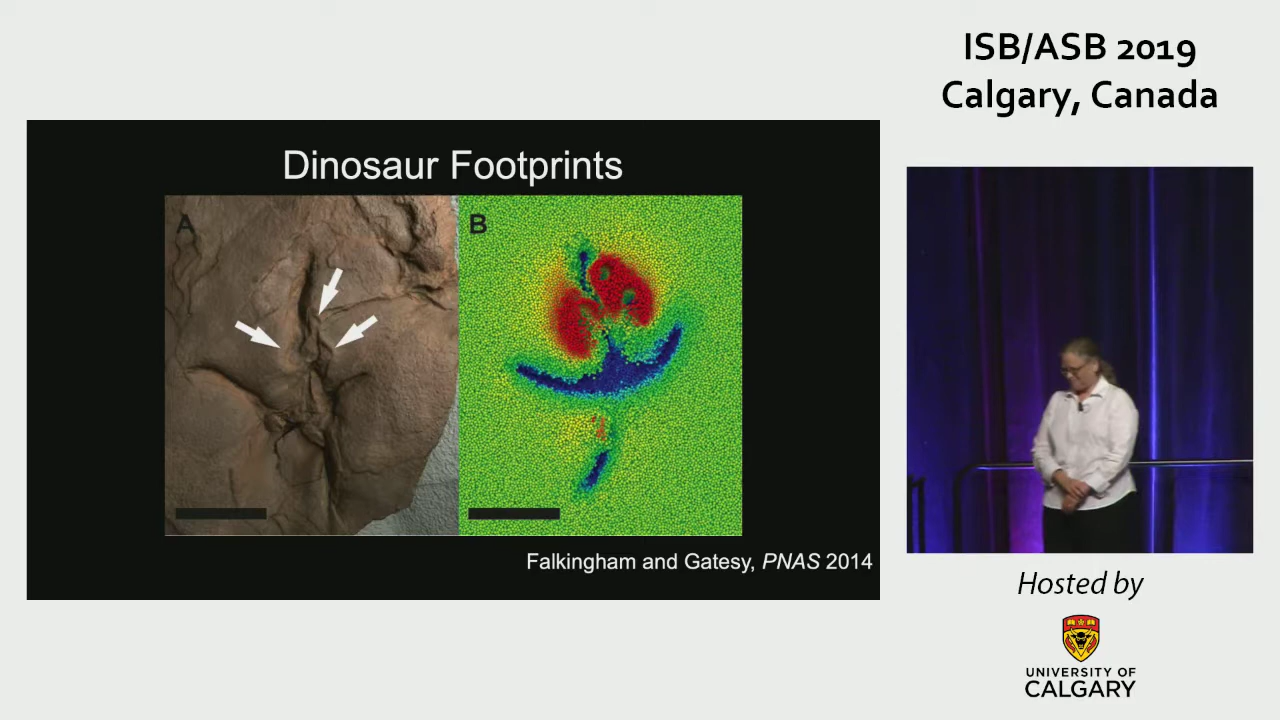 ISB/ASB 2019
Calgary, Canada
Dinosaur Footprints
A
B
Falkingham and Gatesy, PNAS 2014
Hosted by
UNIVERSITY OF
CALGARY